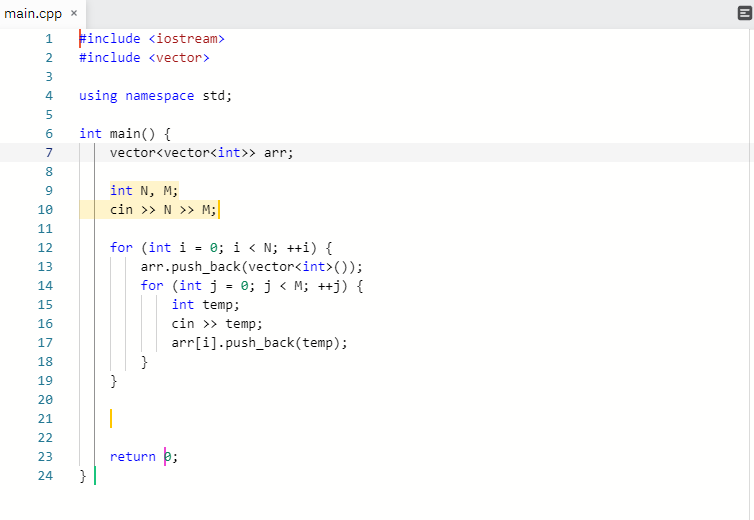 main.cpp ×
1 #include <iostream>
2 #include <vector>
3
4 using namespace std;
5
6 int main() {
7     vector<vector<int>> arr;
8
9     int N, M;
10     cin >> N >> M;
11
12     for (int i = 0; i < N; ++i) {
13         arr.push_back(vector<int>());
14         for (int j = 0; j < M; ++j) {
15             int temp;
16             cin >> temp;
17             arr[i].push_back(temp);
18         }
19     }
20
21
22
23     return 0;
24 }